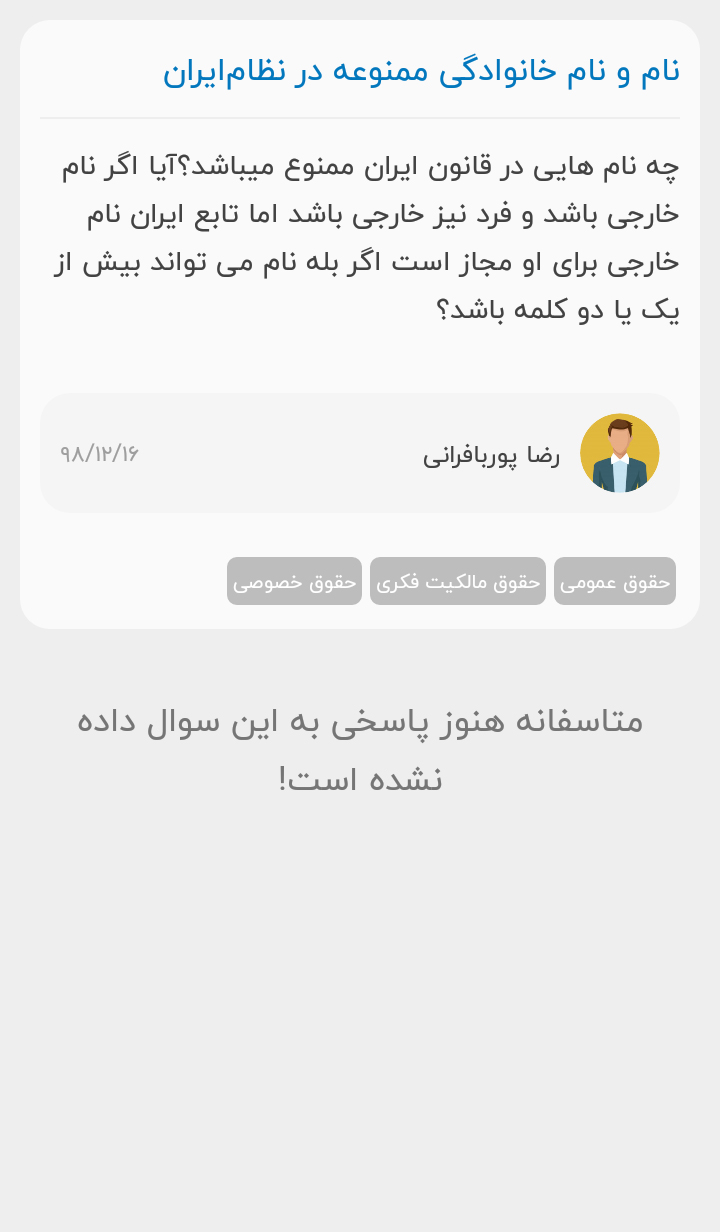 نام و نام خانوادگی ممنوعه در نظام‌ایران
چه نام هایی در قانون ایران ممنوع میباشد؟آیا اگر نام
خارجی باشد و فرد نیز خارجی باشد اما تابع ایران نام
خارجی برای او مجاز است اگر بله نام می تواند بیش از
یک یا دو کلمه باشد؟
رضا پوربافرانی
۹۸/۱۲/۱۶
حقوق عمومی حقوق مالکیت فکری حقوق خصوصی
متاسفانه هنوز پاسخی به این سوال داده
نشده است!